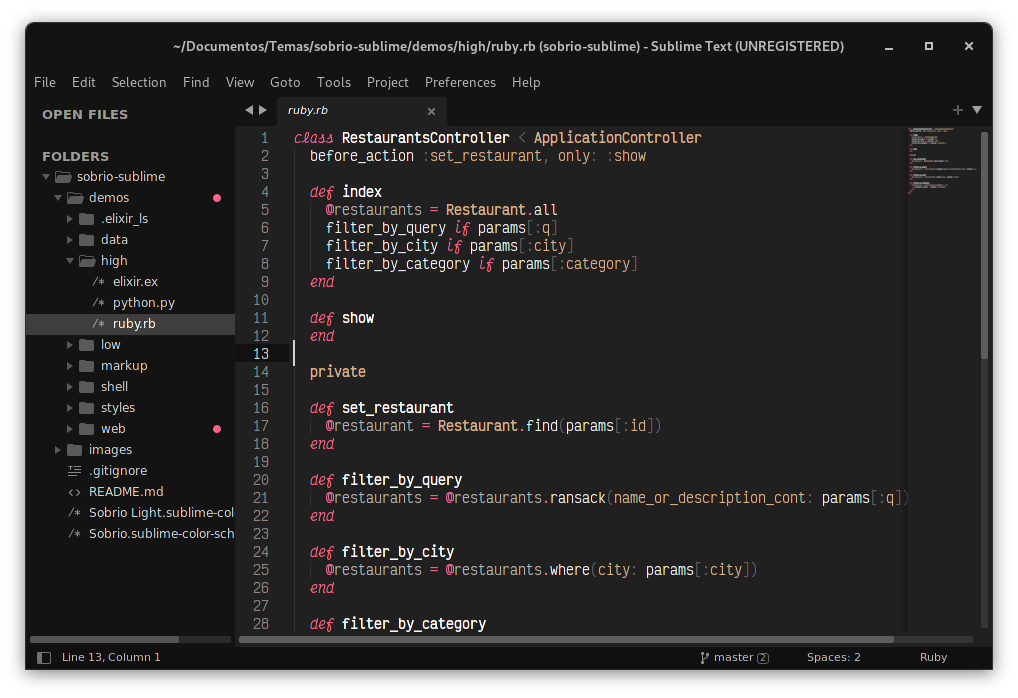 ~/Documentos/Temas/sobrio-sublime/demos/high/ruby.rb (sobrio-sublime) - Sublime Text (UNREGISTERED)
File Edit Selection Find View Goto Tools Project Preferences Help
OPEN FILES
FOLDERS
sobrio-sublime
demos
.elixir_ls
data
high
/* elixir.ex
/* python.py
/* ruby.rb
low
markup
shell
styles
web
images
.gitignore
<> README.md
/* Sobrio Light.sublime-col
/* Sobrio.sublime-color-sch
ruby.rb
1 class RestaurantsController < ApplicationController
2 before_action :set_restaurant, only: :show
3
4 def index
5 @restaurants = Restaurant.all
6 filter_by_query if params[:q]
7 filter_by_city if params[:city]
8 filter_by_category if params[:category]
9 end
10
11 def show
12 end
13
14 private
15
16 def set_restaurant
17 @restaurant = Restaurant.find(params[:id])
18 end
19
20 def filter_by_query
21 @restaurants = @restaurants.ransack(name_or_description_cont: params[:q])
22 end
23
24 def filter_by_city
25 @restaurants = @restaurants.where(city: params[:city])
26 end
27
28 def filter_by_category
Line 13, Column 1
master 2
Spaces: 2
Ruby